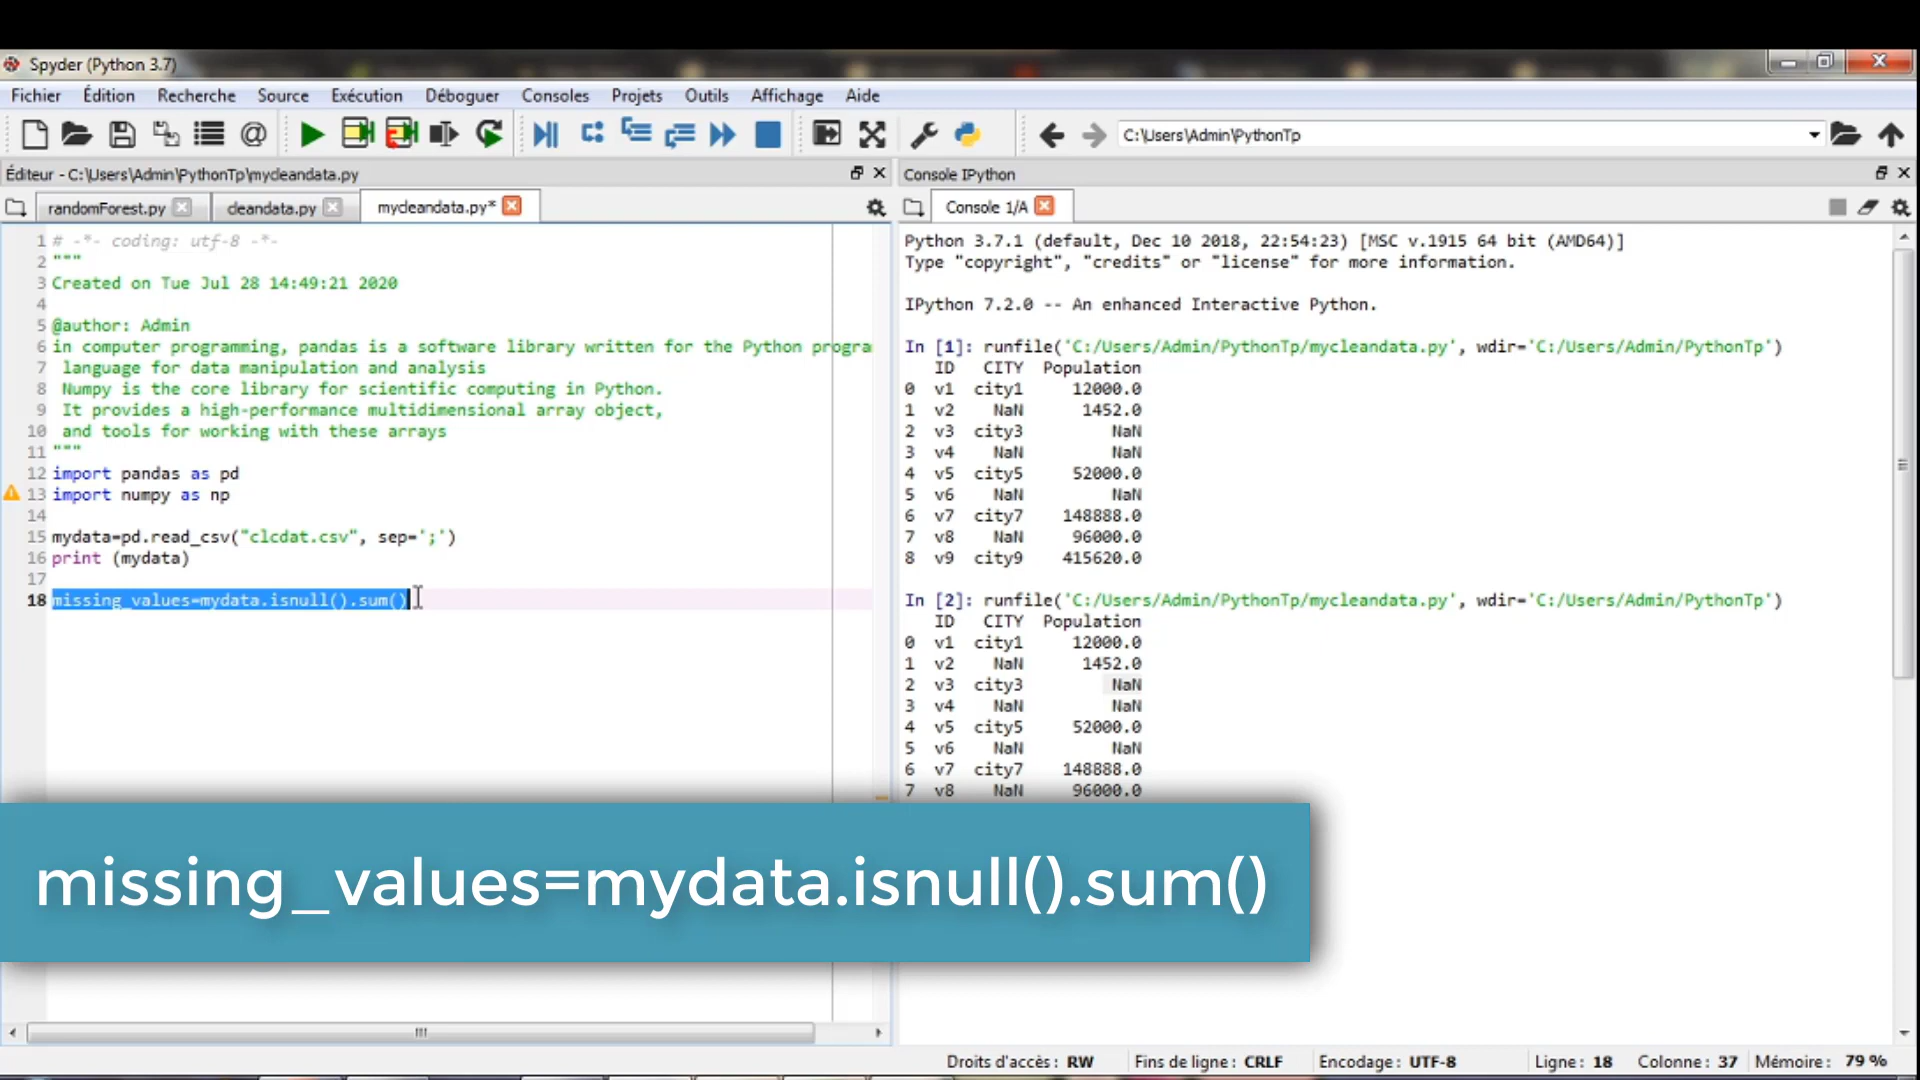 Spyder (Python 3.7)
Fichier Édition Recherche Source Exécution Déboguer Consoles Projets Outils Affichage Aide
C:\Users\Admin\PythonTp
Éditeur - C:\Users\Admin\PythonTp\mycleandata.py
randomForest.py cleandata.py mycleandata.py*
1 # -*- coding: utf-8 -*-
2 """
3 Created on Tue Jul 28 14:49:21 2020
4
5 @author: Admin
6 in computer programming, pandas is a software library written for the Python progra
7 language for data manipulation and analysis
8 Numpy is the core library for scientific computing in Python.
9 It provides a high-performance multidimensional array object,
10 and tools for working with these arrays
11 """
12 import pandas as pd
13 import numpy as np
14
15 mydata=pd.read_csv("clcdat.csv", sep=';')
16 print (mydata)
17
18 missing_values=mydata.isnull().sum()
Console IPython
Console 1/A
Python 3.7.1 (default, Dec 10 2018, 22:54:23) [MSC v.1915 64 bit (AMD64)]
Type "copyright", "credits" or "license" for more information.
IPython 7.2.0 -- An enhanced Interactive Python.
In [1]: runfile('C:/Users/Admin/PythonTp/mycleandata.py', wdir='C:/Users/Admin/PythonTp')
ID CITY Population
0 v1 city1 12000.0
1 v2 NaN 1452.0
2 v3 city3 NaN
3 v4 NaN NaN
4 v5 city5 52000.0
5 v6 NaN NaN
6 v7 city7 148888.0
7 v8 NaN 96000.0
8 v9 city9 415620.0
In [2]: runfile('C:/Users/Admin/PythonTp/mycleandata.py', wdir='C:/Users/Admin/PythonTp')
ID CITY Population
0 v1 city1 12000.0
1 v2 NaN 1452.0
2 v3 city3 NaN
3 v4 NaN NaN
4 v5 city5 52000.0
5 v6 NaN NaN
6 v7 city7 148888.0
7 v8 NaN 96000.0
missing_values=mydata.isnull().sum()
Droits d'accès : RW Fins de ligne : CRLF Encodage : UTF-8 Ligne : 18 Colonne : 37 Mémoire : 79 %